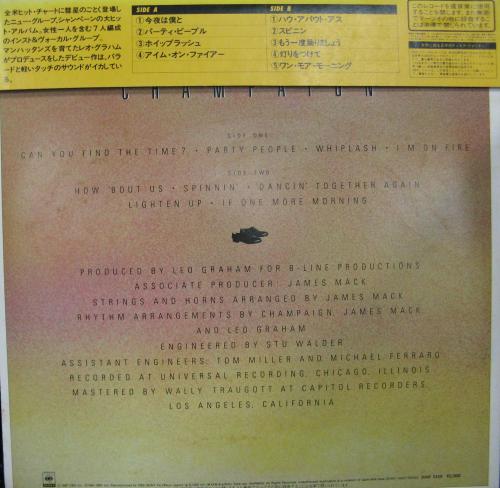 全米ヒット・チャートに彗星のごとく登場し
たニューグループ、シャンペーンの大ヒッ
ト・アルバム。女性一人を含む7人編成
のインスト&ヴォーカル・グループ。
マンハッタンズを育てたレオ・グラハム
がプロデュースをしたデビュー作は、バラ
ードと軽いタッチのサウンドがイカしてい
る。
SIDE A
①今夜は僕と
②パーティーピープル
③ホイップラッシュ
④アイム・オン・ファイアー
SIDE B
①ハウ・アバウト・アス
②スピニン
③もう一度踊りましょう
④灯りをつけて
⑤ワン・モア・モーニング
CHAMPAIGN
SIDE ONE
CAN YOU FIND THE TIME? • PARTY PEOPLE • WHIPLASH • I'M ON FIRE
SIDE TWO
HOW 'BOUT US • SPINNIN' • DANCIN' TOGETHER AGAIN
LIGHTEN UP • IF ONE MORE MORNING
PRODUCED BY LEO GRAHAM FOR B-LINE PRODUCTIONS
ASSOCIATE PRODUCER: JAMES MACK
STRINGS AND HORNS ARRANGED BY JAMES MACK
RHYTHM ARRANGEMENTS BY CHAMPAIGN, JAMES MACK
AND LEO GRAHAM
ENGINEERED BY STU WALDER
ASSISTANT ENGINEERS: TOM MILLER AND MICHAEL FERRARO
RECORDED AT UNIVERSAL RECORDING, CHICAGO, ILLINOIS
MASTERED BY WALLY TRAUGOTT AT CAPITOL RECORDERS,
LOS ANGELES, CALIFORNIA